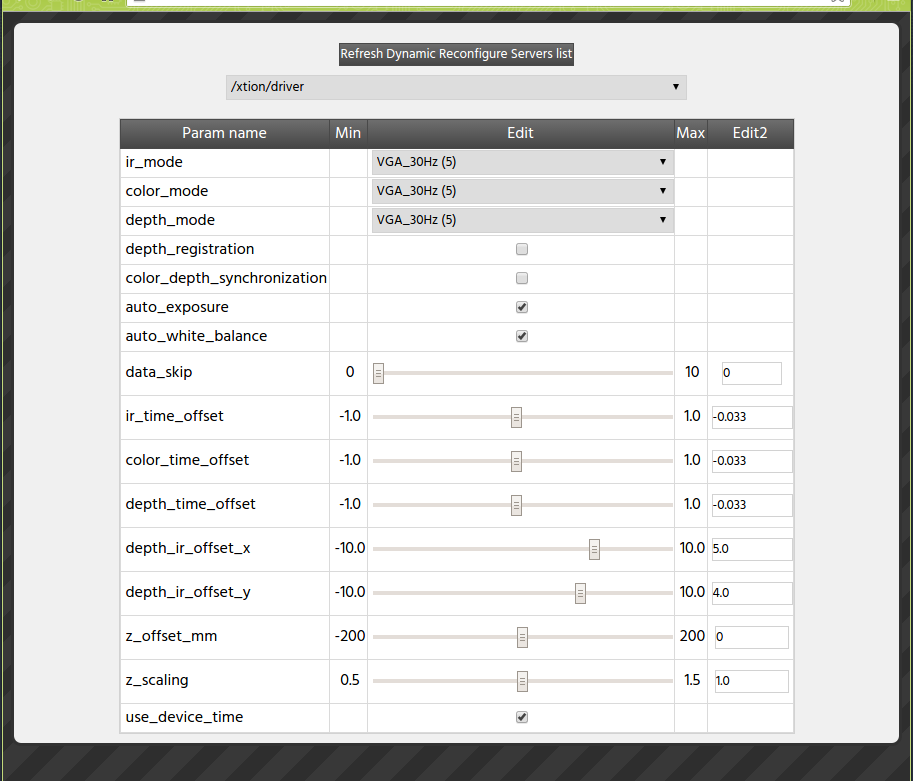 Refresh Dynamic Reconfigure Servers list
/xtion/driver
Param name Min Edit Max Edit2
ir_mode VGA_30Hz (5)
color_mode VGA_30Hz (5)
depth_mode VGA_30Hz (5)
depth_registration
color_depth_synchronization
auto_exposure
auto_white_balance
data_skip 0 10 0
ir_time_offset -1.0 1.0 -0.033
color_time_offset -1.0 1.0 -0.033
depth_time_offset -1.0 1.0 -0.033
depth_ir_offset_x -10.0 10.0 5.0
depth_ir_offset_y -10.0 10.0 4.0
z_offset_mm -200 200 0
z_scaling 0.5 1.5 1.0
use_device_time